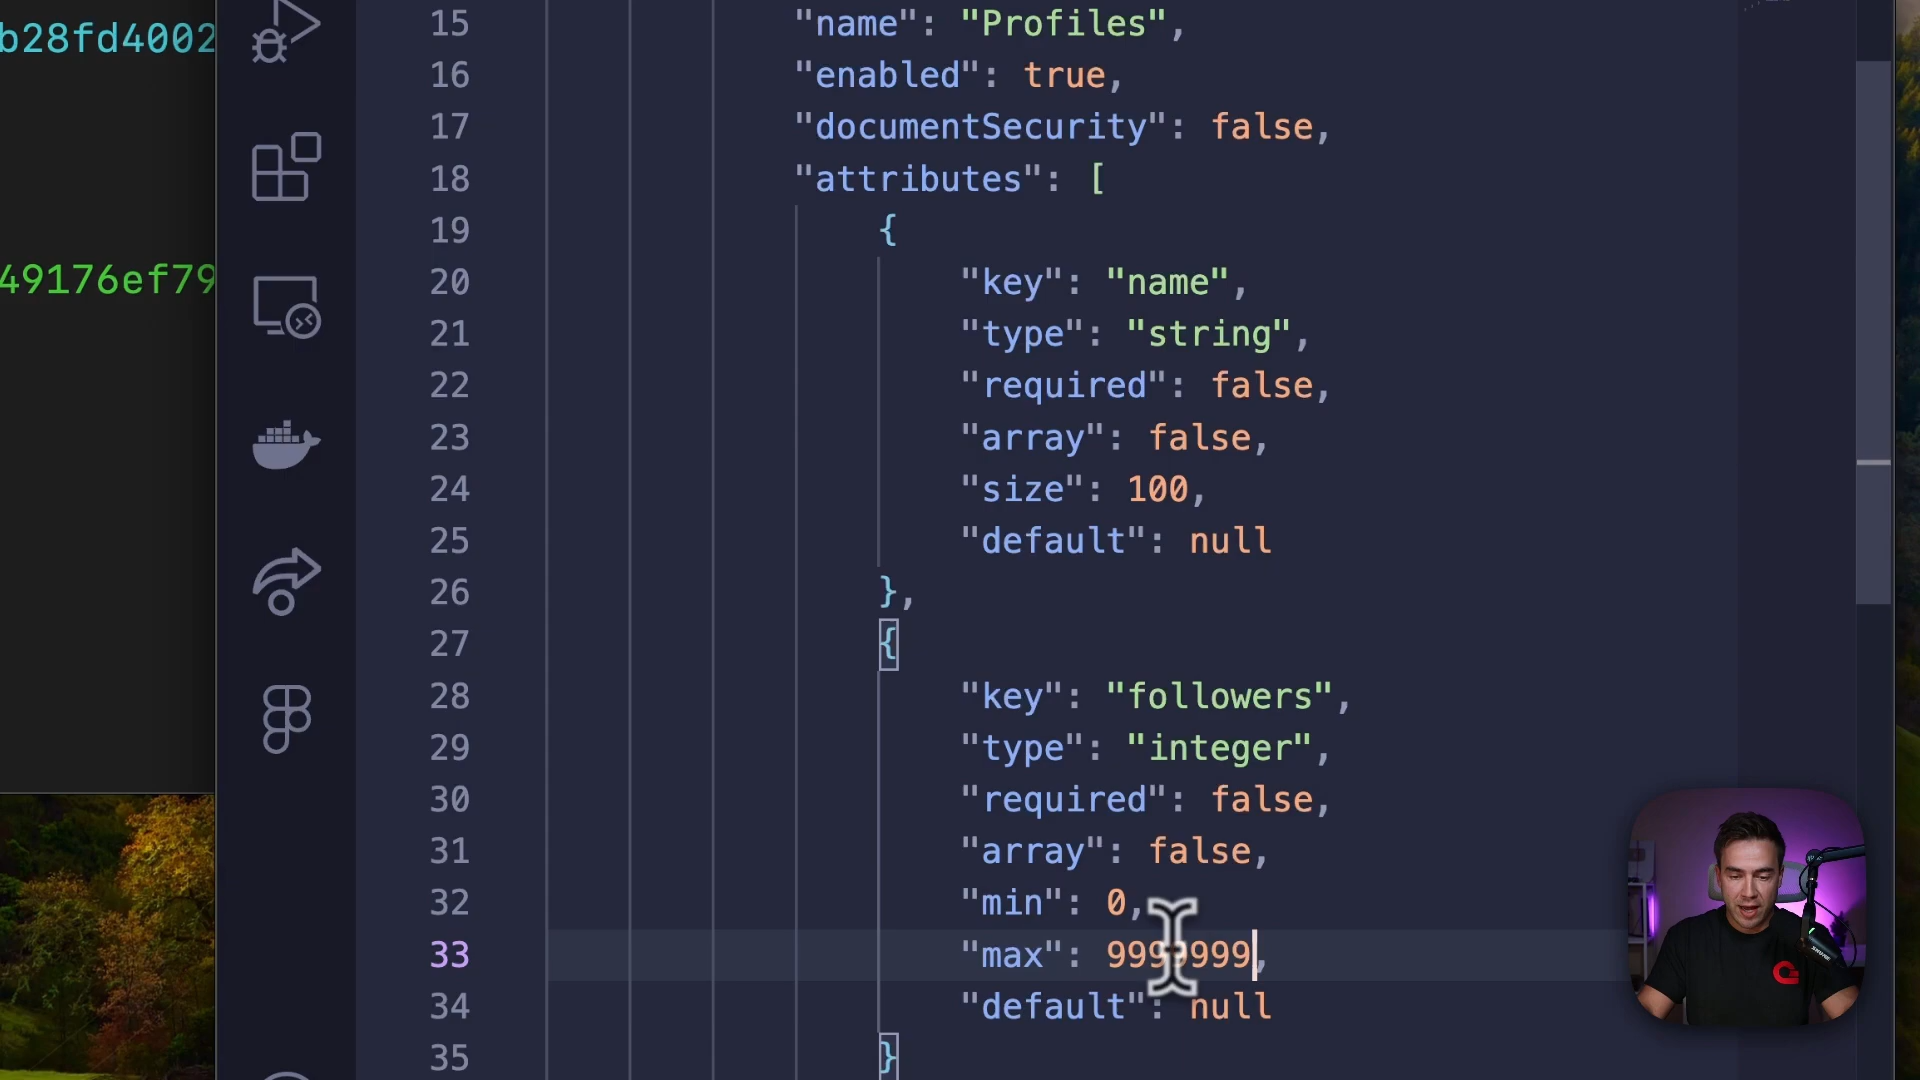 b28fd4002
49176ef79
15 "name": "Profiles",
16 "enabled": true,
17 "documentSecurity": false,
18 "attributes": [
19 {
20 "key": "name",
21 "type": "string",
22 "required": false,
23 "array": false,
24 "size": 100,
25 "default": null
26 },
27 {
28 "key": "followers",
29 "type": "integer",
30 "required": false,
31 "array": false,
32 "min": 0,
33 "max": 9999999,
34 "default": null
35 }